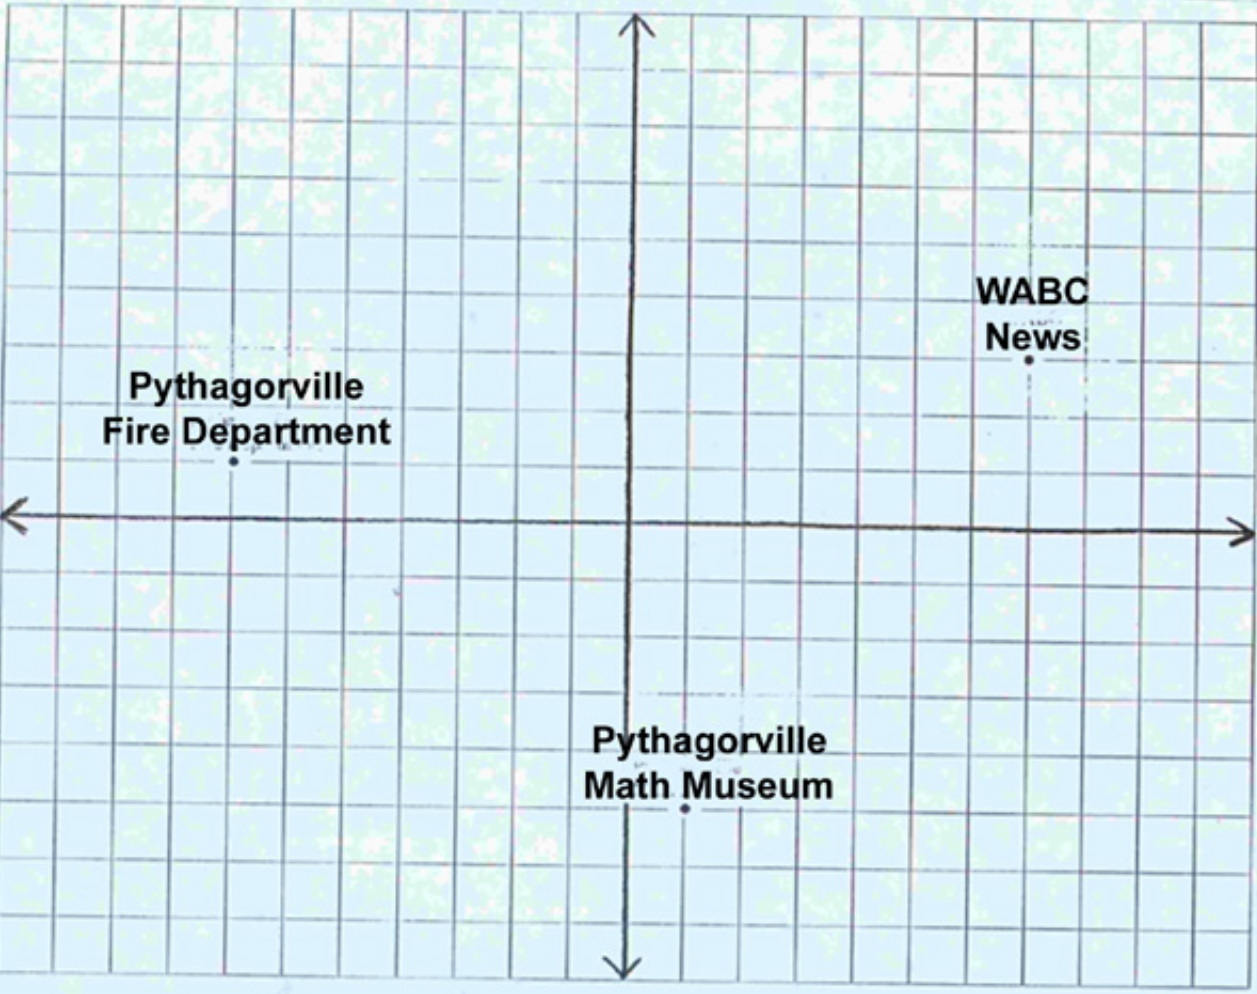 WABC
News
Pythagorville
Fire Department
Pythagorville
Math Museum